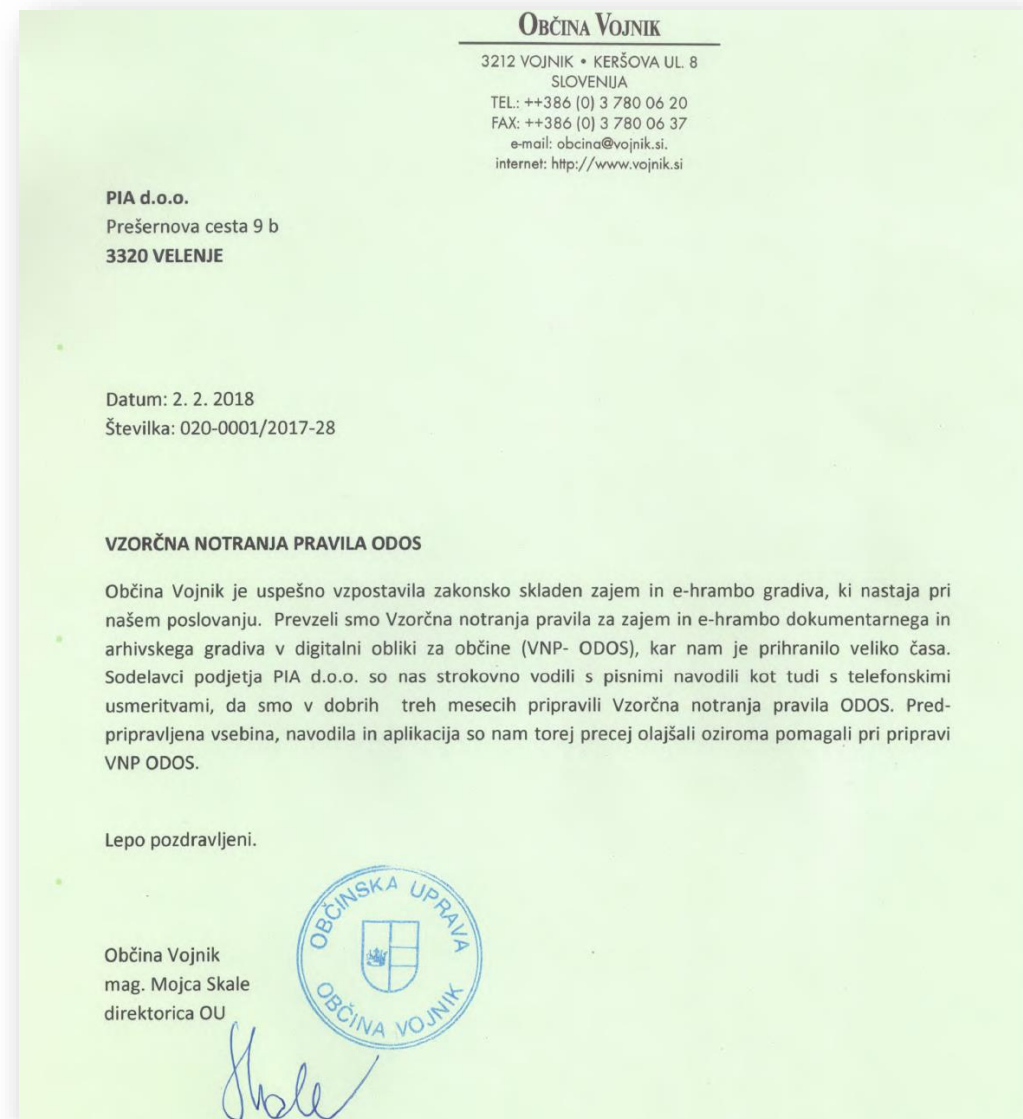 OBČINA VOJNIK
3212 VOJNIK • KERŠOVA UL. 8
SLOVENIJA
TEL.: ++386 (0) 3 780 06 20
FAX: ++386 (0) 3 780 06 37
e-mail: obcina@vojnik.si.
internet: http://www.vojnik.si
PIA d.o.o.
Prešernova cesta 9 b
3320 VELENJE
Datum: 2. 2. 2018
Številka: 020-0001/2017-28
VZORČNA NOTRANJA PRAVILA ODOS
Občina Vojnik je uspešno vzpostavila zakonsko skladen zajem in e-hrambo gradiva, ki nastaja pri
našem poslovanju. Prevzeli smo Vzorčna notranja pravila za zajem in e-hrambo dokumentarnega in
arhivskega gradiva v digitalni obliki za občine (VNP- ODOS), kar nam je prihranilo veliko časa.
Sodelavci podjetja PIA d.o.o. so nas strokovno vodili s pisnimi navodili kot tudi s telefonskimi
usmeritvami, da smo v dobrih treh mesecih pripravili Vzorčna notranja pravila ODOS. Pred-
pripravljena vsebina, navodila in aplikacija so nam torej precej olajšali oziroma pomagali pri pripravi
VNP ODOS.
Lepo pozdravljeni.
OBČINSKA UPRAVA
OBČINA VOJNIK
Občina Vojnik
mag. Mojca Skale
direktorica OU
Skale